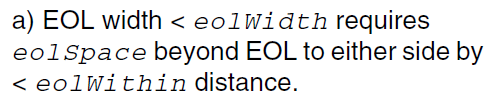 a) EOL width < eolWidth requires
eolSpace beyond EOL to either side by
< eolWithin distance.